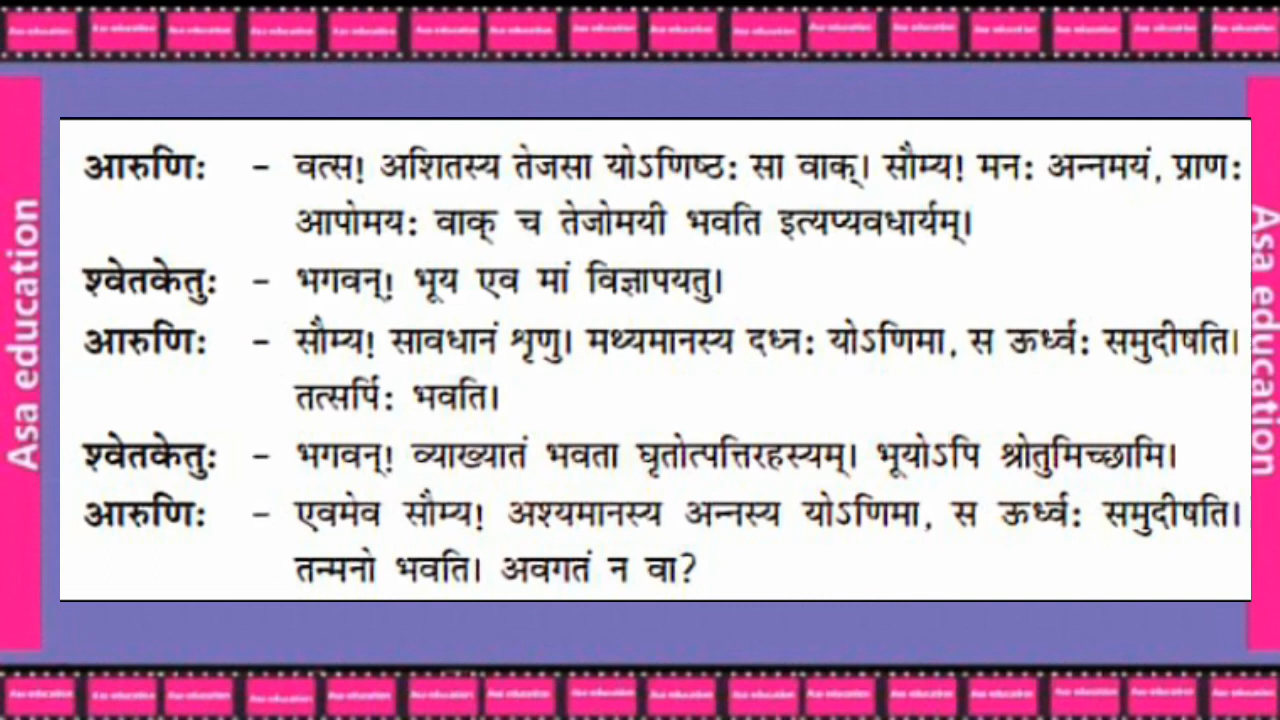 आरुणिः - वत्स! अशितस्य तेजसा योऽणिष्ठः सा वाक्। सौम्य! मनः अन्नमयं, प्राणः
आपोमयः वाक् च तेजोमयी भवति इत्यप्यवधार्यम्।
श्वेतकेतुः - भगवन्! भूय एव मां विज्ञापयतु।
आरुणिः - सौम्य! सावधानं शृणु। मथ्यमानस्य दध्नः योऽणिमा, स ऊर्ध्वः समुदीषति।
तत्सर्पिः भवति।
श्वेतकेतुः - भगवन्! व्याख्यातं भवता घृतोत्पत्तिरहस्यम्। भूयोऽपि श्रोतुमिच्छामि।
आरुणिः - एवमेव सौम्य! अश्यमानस्य अन्नस्य योऽणिमा, स ऊर्ध्वः समुदीषति।
तन्मनो भवति। अवगतं न वा?
Asa education
Asa education